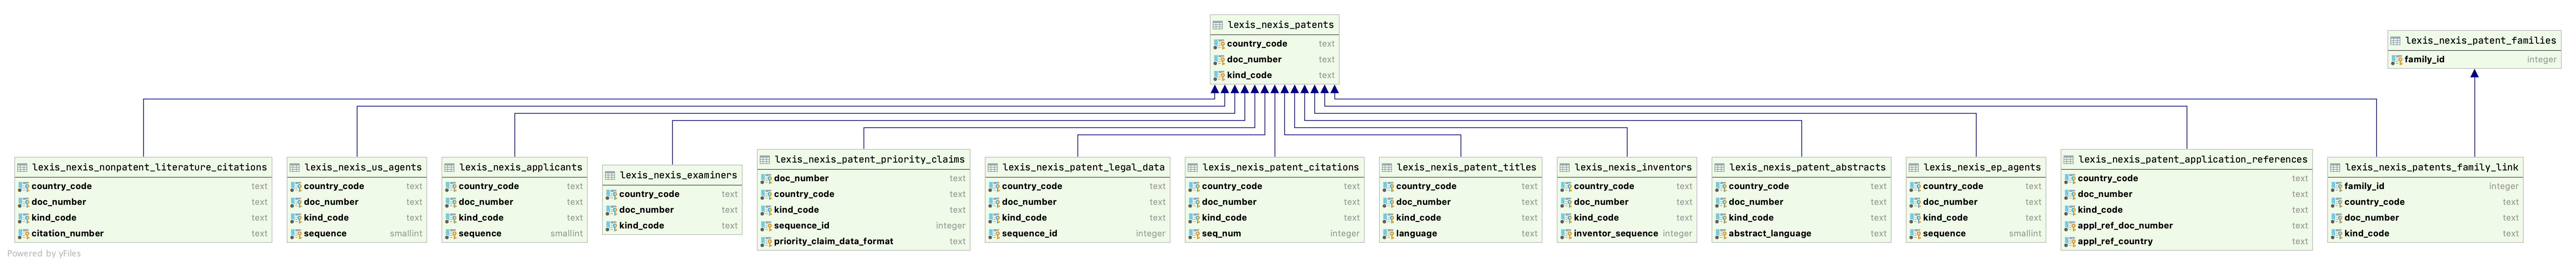 lexis_nexis_patents
country_code text
doc_number text
kind_code text
lexis_nexis_patent_families
family_id integer
lexis_nexis_nonpatent_literature_citations
country_code text
doc_number text
kind_code text
citation_number text
lexis_nexis_us_agents
country_code text
doc_number text
kind_code text
sequence smallint
lexis_nexis_applicants
country_code text
doc_number text
kind_code text
sequence smallint
lexis_nexis_examiners
country_code text
doc_number text
kind_code text
lexis_nexis_patent_priority_claims
doc_number text
country_code text
kind_code text
sequence_id integer
priority_claim_data_format text
lexis_nexis_patent_legal_data
country_code text
doc_number text
kind_code text
sequence_id integer
lexis_nexis_patent_citations
country_code text
doc_number text
kind_code text
seq_num integer
lexis_nexis_patent_titles
country_code text
doc_number text
kind_code text
language text
lexis_nexis_inventors
country_code text
doc_number text
kind_code text
inventor_sequence integer
lexis_nexis_patent_abstracts
country_code text
doc_number text
kind_code text
abstract_language text
lexis_nexis_ep_agents
country_code text
doc_number text
kind_code text
sequence smallint
lexis_nexis_patent_application_references
country_code text
doc_number text
kind_code text
appl_ref_doc_number text
appl_ref_country text
lexis_nexis_patents_family_link
family_id integer
country_code text
doc_number text
kind_code text
Powered by yFiles